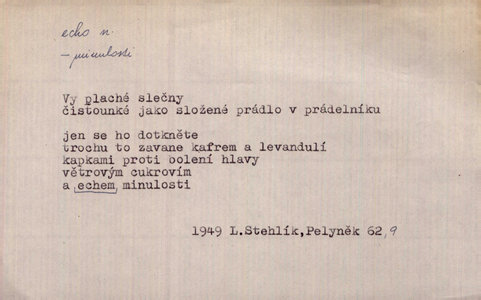 echo n.
– minulosti
Vy plaché slečny
čistounké jako složené prádlo v prádelníku
jen se ho dotkněte
trochu to zavane kafrem a levandulí
kapkami proti bolení hlavy
větrovým cukrovím
a echem minulosti
1949 L.Stehlík,Pelyněk 62,9